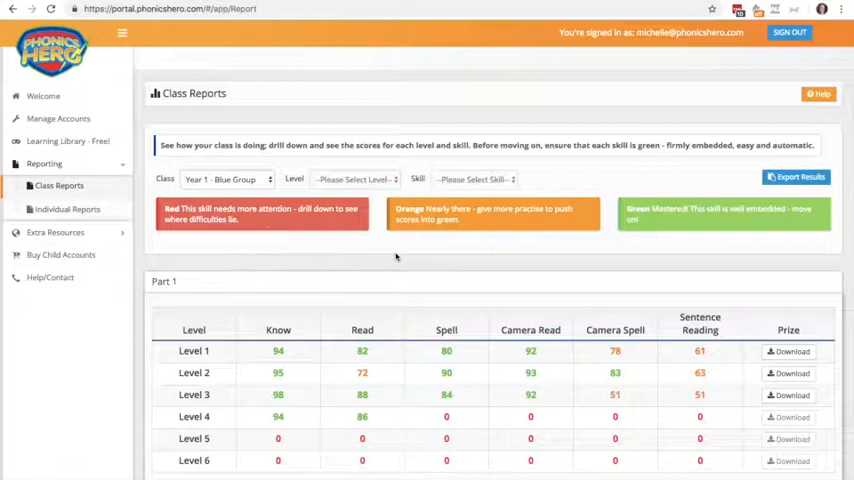 https://portal.phonicshero.com/#/app/Report
PHONICS
HERO
You're signed in as: michelle@phonicshero.com
SIGN OUT
Welcome
Manage Accounts
Learning Library - Free!
Reporting
Class Reports
Individual Reports
Extra Resources
Buy Child Accounts
Help/Contact
Class Reports
Help
See how your class is doing; drill down and see the scores for each level and skill. Before moving on, ensure that each skill is green - firmly embedded, easy and automatic.
Class Year 1 - Blue Group Level --Please Select Level-- Skill --Please Select Skill--
Export Results
Red This skill needs more attention - drill down to see
where difficulties lie.
Orange Nearly there - give more practise to push
scores into green.
Green Mastered! This skill is well embedded - move
on!
Part 1
Level Know Read Spell Camera Read Camera Spell Sentence Reading Prize
Level 1 94 82 80 92 78 61 Download
Level 2 95 72 90 93 83 63 Download
Level 3 98 88 84 92 51 51 Download
Level 4 94 86 0 0 0 0 Download
Level 5 0 0 0 0 0 0 Download
Level 6 0 0 0 0 0 0 Download